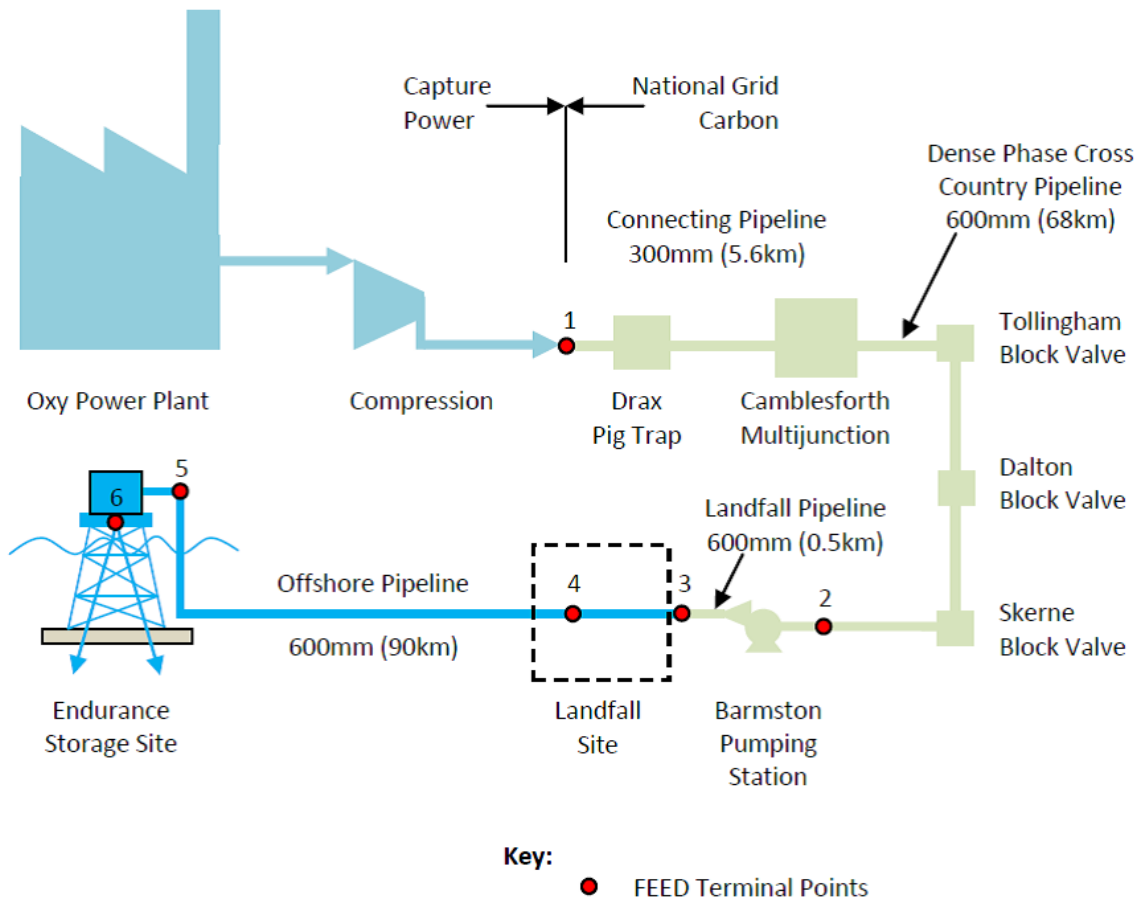 Capture
Power
National Grid
Carbon
Dense Phase Cross
Country Pipeline
600mm (68km)
Connecting Pipeline
300mm (5.6km)
1
Tollingham
Block Valve
Oxy Power Plant
Compression
Drax
Pig Trap
Camblesforth
Multijunction
5
6
Dalton
Block Valve
Landfall Pipeline
600mm (0.5km)
Offshore Pipeline
600mm (90km)
4
3
2
Skerne
Block Valve
Endurance
Storage Site
Landfall
Site
Barmston
Pumping
Station
Key:
FEED Terminal Points